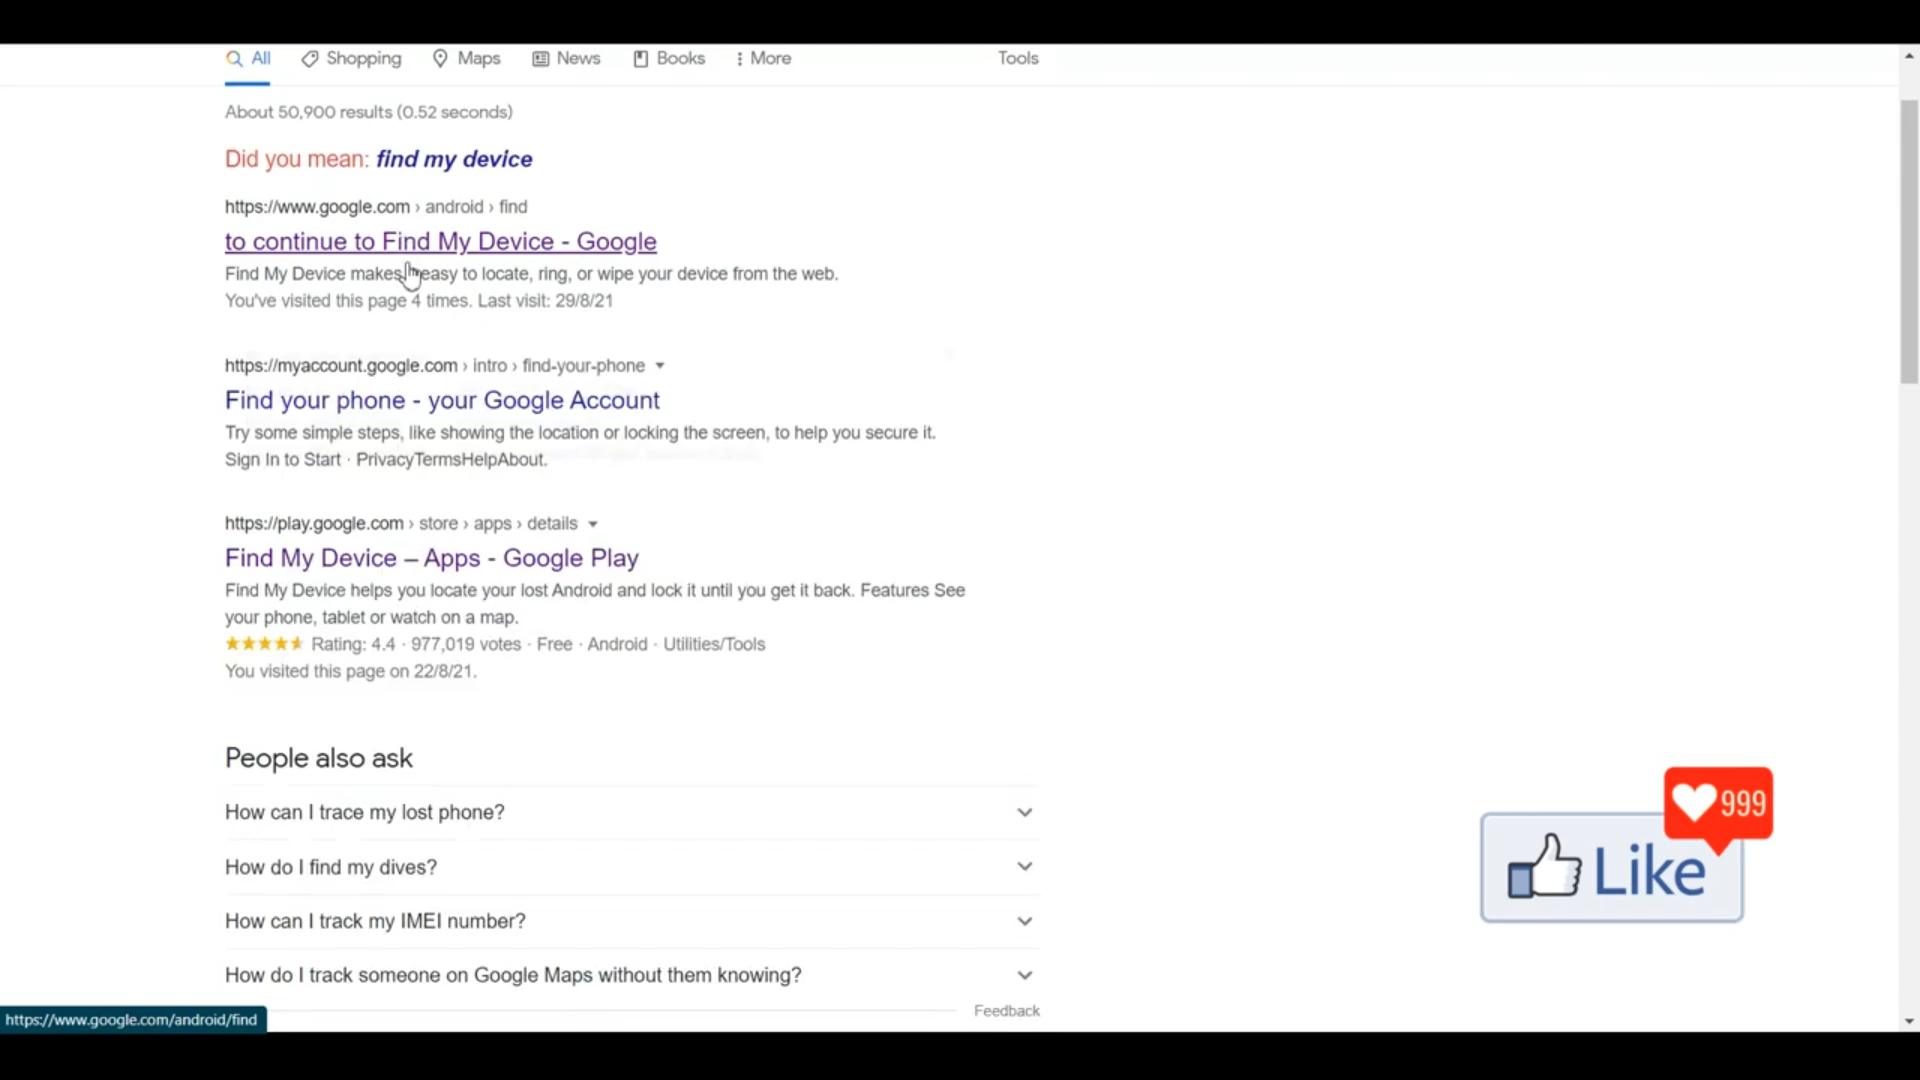 All Shopping Maps News Books More Tools
About 50,900 results (0.52 seconds)
Did you mean: find my device
https://www.google.com › android › find
to continue to Find My Device - Google
Find My Device makes easy to locate, ring, or wipe your device from the web.
You've visited this page 4 times. Last visit: 29/8/21
https://myaccount.google.com › intro › find-your-phone
Find your phone - your Google Account
Try some simple steps, like showing the location or locking the screen, to help you secure it.
Sign In to Start · PrivacyTermsHelpAbout.
https://play.google.com › store › apps › details
Find My Device – Apps - Google Play
Find My Device helps you locate your lost Android and lock it until you get it back. Features See
your phone, tablet or watch on a map.
Rating: 4.4 · 977,019 votes · Free · Android · Utilities/Tools
You visited this page on 22/8/21.
People also ask
How can I trace my lost phone?
How do I find my dives?
How can I track my IMEI number?
How do I track someone on Google Maps without them knowing?
Feedback
999
Like
https://www.google.com/android/find